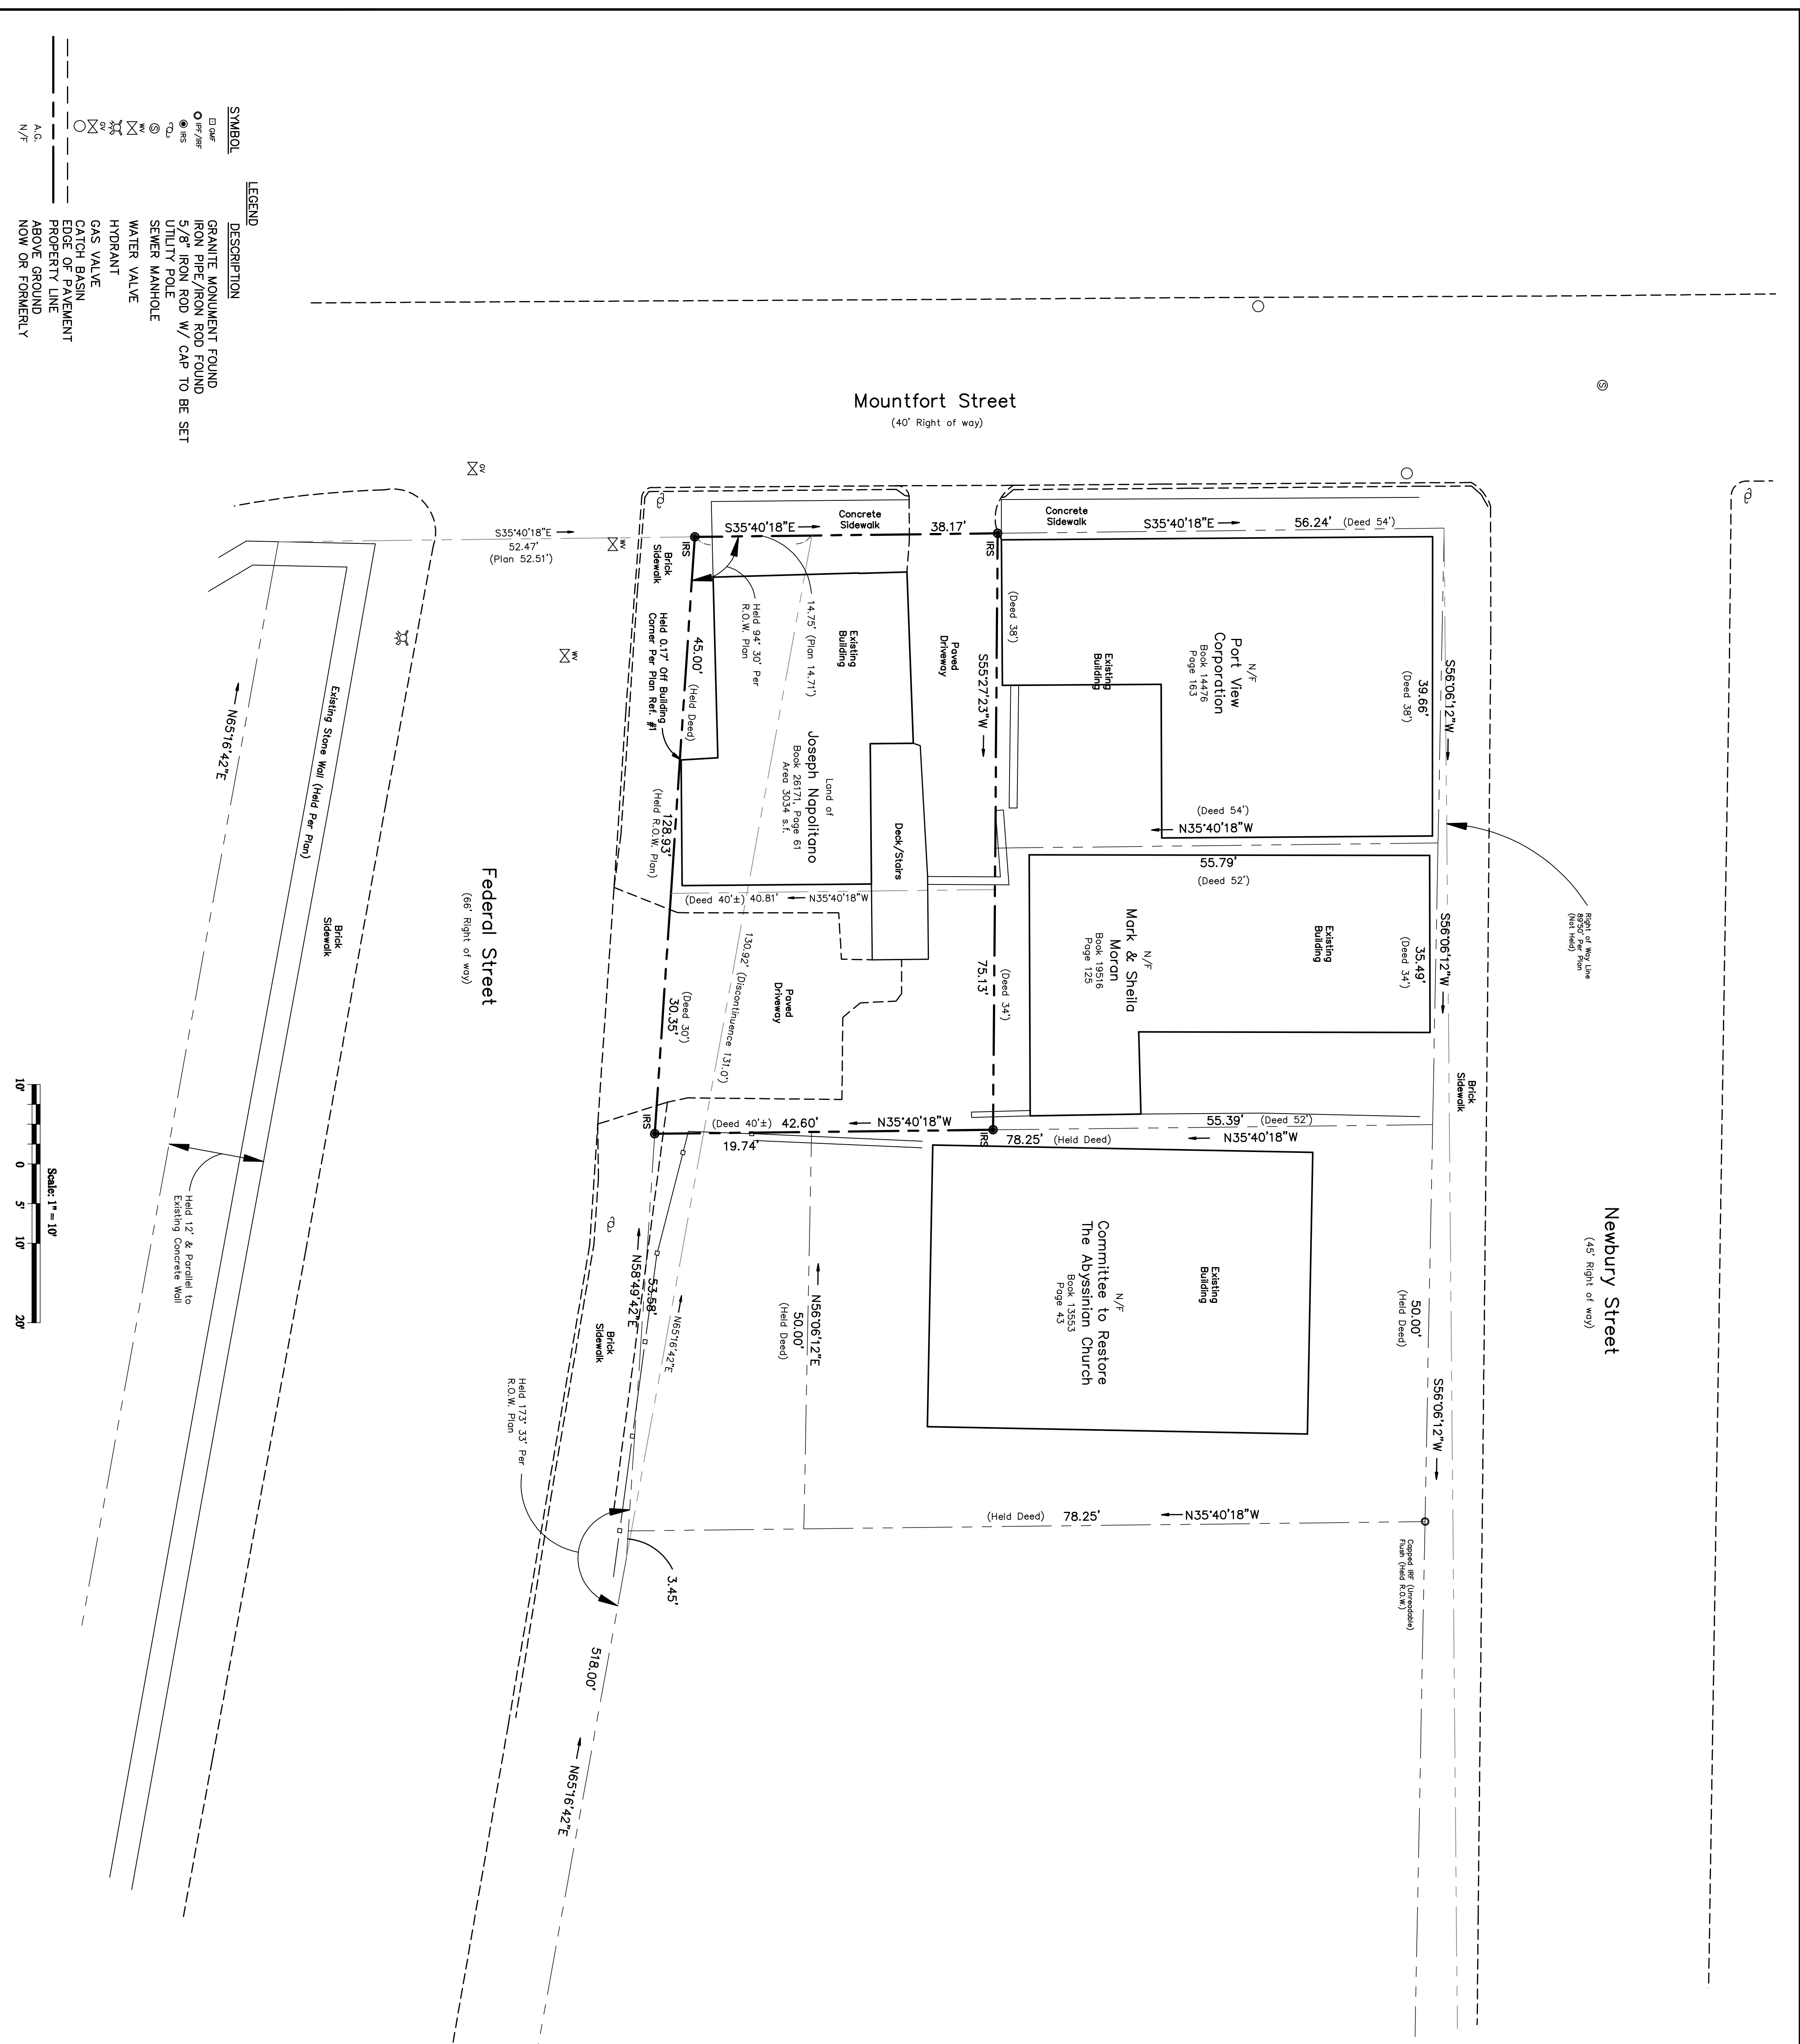 SYMBOL
LEGEND
DESCRIPTION
GMF
GRANITE MONUMENT FOUND
IPF/IRF
IRON PIPE/IRON ROD FOUND
IRS
5/8" IRON ROD W/ CAP TO BE SET
UTILITY POLE
S
SEWER MANHOLE
WV
WATER VALVE
HYDRANT
GV
GAS VALVE
CATCH BASIN
EDGE OF PAVEMENT
PROPERTY LINE
A.G.
ABOVE GROUND
N/F
NOW OR FORMERLY
Mountfort Street
(40' Right of way)
S
GV
WV
WV
S35°40'18"E
52.47'
(Plan 52.51')
S35°40'18"E
Concrete
Sidewalk
38.17'
Concrete
Sidewalk
S35°40'18"E
56.24' (Deed 54')
IRS
IRS
Brick
Sidewalk
Held 94° 30' Per
R.O.W. Plan
14.75' (Plan 14.71')
Held 0.17' Off Building
Corner Per Plan Ref. #1
45.00' (Held Deed)
Existing
Building
Land of
Joseph Napolitano
Book 26171, Page 61
Area 3034 s.f.
Deck/Stairs
Paved
Driveway
S55°27'23"W
(Deed 38')
Existing
Building
N/F
Port View
Corporation
Book 14476
Page 163
39.66'
(Deed 38')
S56°06'12"W
(Deed 54')
N35°40'18"W
55.79'
(Deed 52')
Right of Way Line
89°50' Per Plan
(Not Held)
128.93'
(Held R.O.W. Plan)
(Deed 40'±) 40.81'
N35°40'18"W
130.92' (Discontinuence 131.0')
Paved
Driveway
(Deed 30')
30.35'
(Deed 34')
75.13'
N/F
Mark & Sheila
Moran
Book 19516
Page 125
Existing
Building
S56°06'12"W
35.49'
(Deed 34')
Brick
Sidewalk
IRS
(Deed 40'±) 42.60'
N35°40'18"W
19.74'
IRS
78.25' (Held Deed)
N35°40'18"W
55.39' (Deed 52')
Federal Street
(66' Right of way)
Existing Stone Wall (Held Per Plan)
N65°16'42"E
Brick
Sidewalk
Held 12' & Parallel to
Existing Concrete Wall
N58°49'42"E
53.58'
N65°16'42"E
Brick
Sidewalk
N56°06'12"E
50.00'
(Held Deed)
N/F
Committee to Restore
The Abyssinian Church
Book 13553
Page 43
Existing
Building
50.00'
(Held Deed)
S56°06'12"W
Newbury Street
(45' Right of way)
Held 173° 33' Per
R.O.W. Plan
3.45'
(Held Deed) 78.25'
N35°40'18"W
Capped IRF (Unreadable)
Flush (Held R.O.W.)
518.00'
N65°16'42"E
Scale: 1" = 10'
10' 0 5' 10' 20'